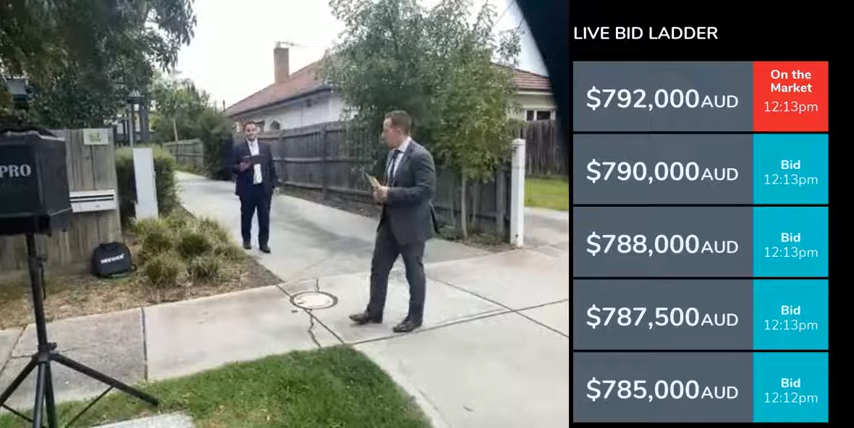 LIVE BID LADDER
$792,000AUD
On the
Market
12:13pm
$790,000AUD
Bid
12:13pm
$788,000AUD
Bid
12:13pm
$787,500AUD
Bid
12:13pm
$785,000AUD
Bid
12:12pm
PRO